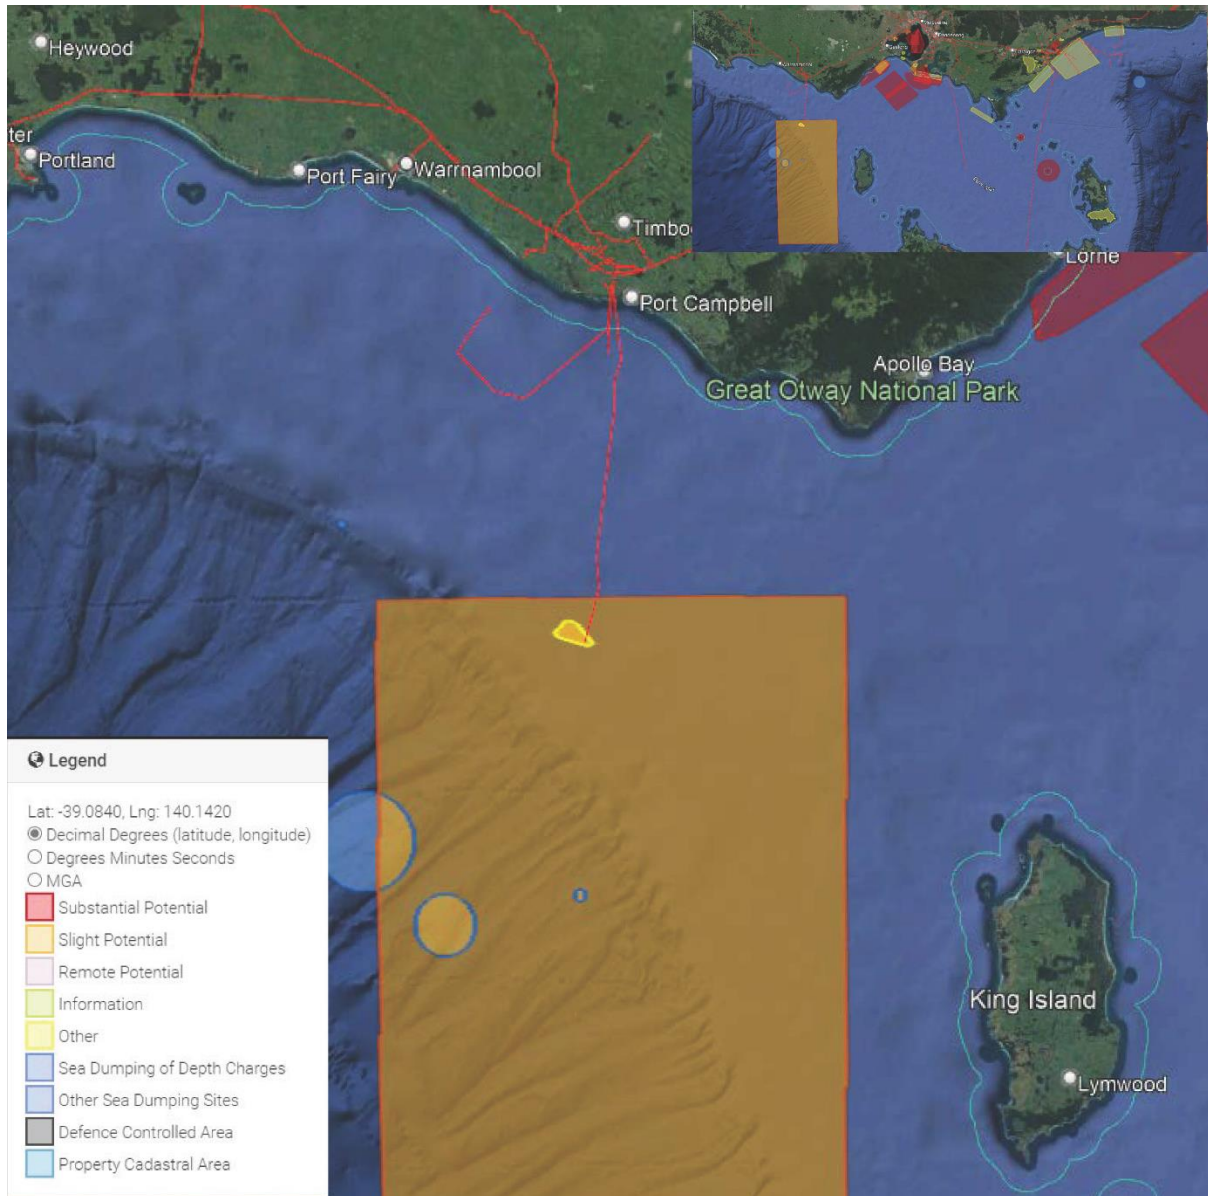 Heywood
ter
Portland
Port Fairy
Warrnambool
Timboo
Port Campbell
Lorne
Apollo Bay
Great Otway National Park
King Island
Lymwood
Legend
Lat: -39.0840, Lng: 140.1420
Decimal Degrees (latitude, longitude)
Degrees Minutes Seconds
MGA
Substantial Potential
Slight Potential
Remote Potential
Information
Other
Sea Dumping of Depth Charges
Other Sea Dumping Sites
Defence Controlled Area
Property Cadastral Area